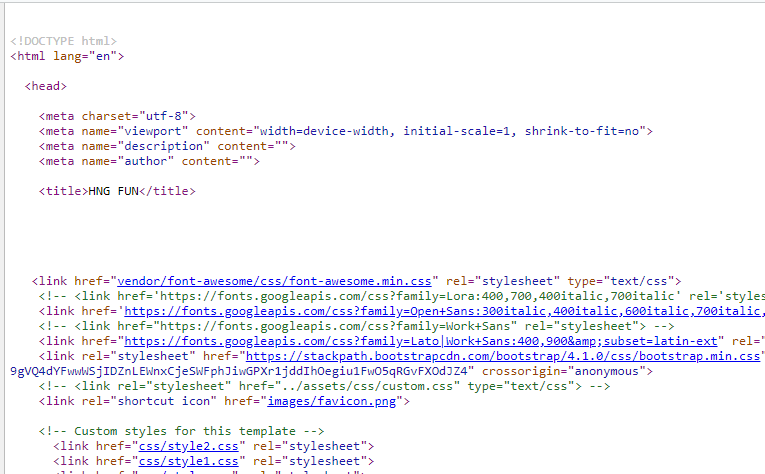 <!DOCTYPE html>
<html lang="en">
<head>
<meta charset="utf-8">
<meta name="viewport" content="width=device-width, initial-scale=1, shrink-to-fit=no">
<meta name="description" content="">
<meta name="author" content="">
<title>HNG FUN</title>
<link href="vendor/font-awesome/css/font-awesome.min.css" rel="stylesheet" type="text/css">
<!-- <link href='https://fonts.googleapis.com/css?family=Lora:400,700,400italic,700italic' rel='styles
<link href='https://fonts.googleapis.com/css?family=Open+Sans:300italic,400italic,600italic,700italic,
<!-- <link href="https://fonts.googleapis.com/css?family=Work+Sans" rel="stylesheet"> -->
<link href="https://fonts.googleapis.com/css?family=Lato|Work+Sans:400,900&amp;subset=latin-ext" rel=
<link rel="stylesheet" href="https://stackpath.bootstrapcdn.com/bootstrap/4.1.0/css/bootstrap.min.css"
9gVQ4dYFwwWSjIDZnLEWnxCjeSWFphJiwGPXr1jddIhOegiu1FwO5qRGvFXOdJZ4" crossorigin="anonymous">
<!-- <link rel="stylesheet" href="../assets/css/custom.css" type="text/css"> -->
<link rel="shortcut icon" href="images/favicon.png">
<!-- Custom styles for this template -->
<link href="css/style2.css" rel="stylesheet">
<link href="css/style1.css" rel="stylesheet">